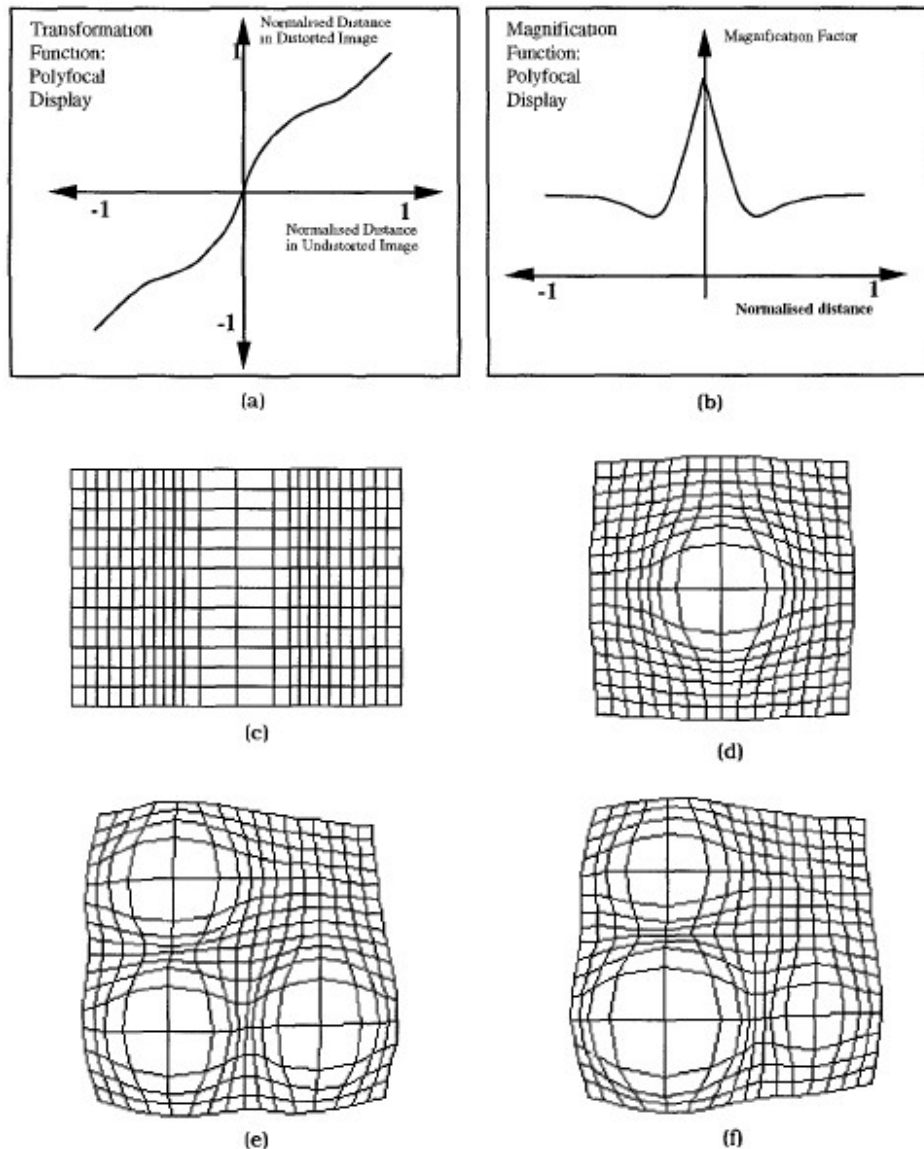 Transformation
Function:
Polyfocal
Display
Normalised Distance
in Distorted Image
1
-1
1
Normalised Distance
in Undistorted Image
-1
(a)
Magnification
Function:
Polyfocal
Display
Magnification Factor
-1
1
Normalised distance
(b)
(c)
(d)
(e)
(f)